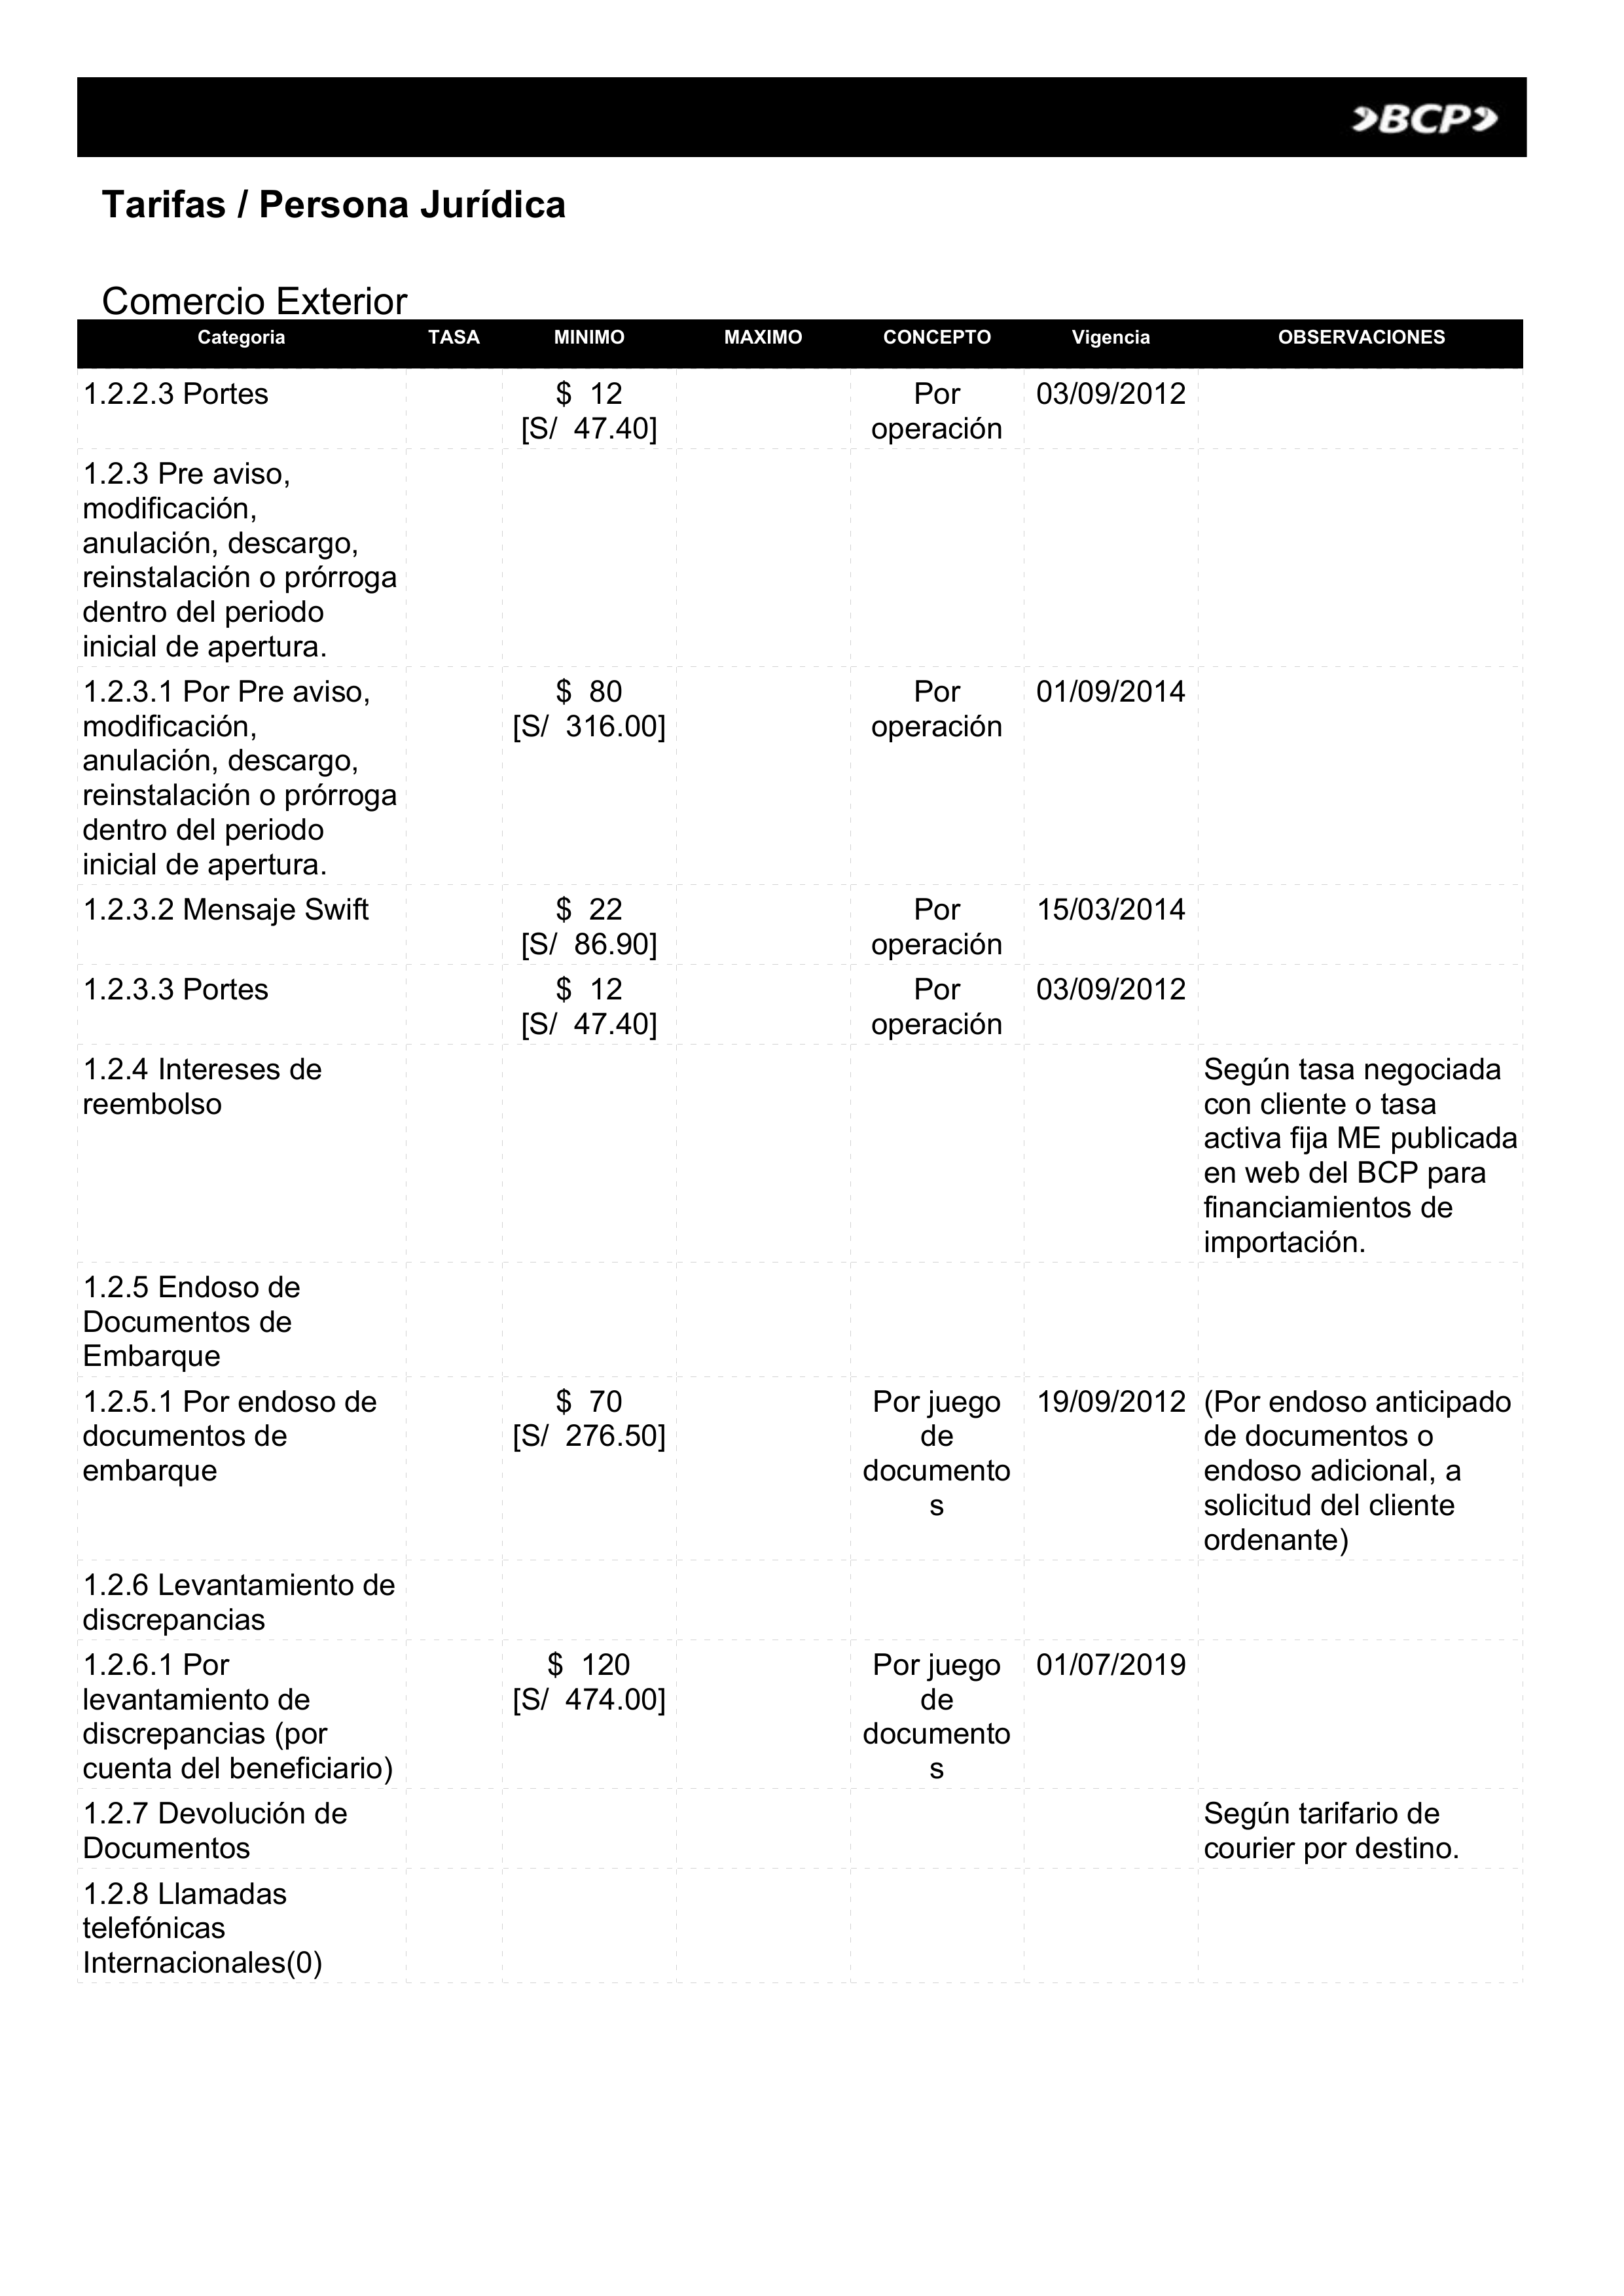 BCP
Tarifas / Persona Jurídica
Comercio Exterior
Categoria TASA MINIMO MAXIMO CONCEPTO Vigencia OBSERVACIONES
1.2.2.3 Portes $ 12 Por 03/09/2012
[S/ 47.40] operación
1.2.3 Pre aviso,
modificación,
anulación, descargo,
reinstalación o prórroga
dentro del periodo
inicial de apertura.
1.2.3.1 Por Pre aviso, $ 80 Por 01/09/2014
modificación, [S/ 316.00] operación
anulación, descargo,
reinstalación o prórroga
dentro del periodo
inicial de apertura.
1.2.3.2 Mensaje Swift $ 22 Por 15/03/2014
[S/ 86.90] operación
1.2.3.3 Portes $ 12 Por 03/09/2012
[S/ 47.40] operación
1.2.4 Intereses de Según tasa negociada
reembolso con cliente o tasa
activa fija ME publicada
en web del BCP para
financiamientos de
importación.
1.2.5 Endoso de
Documentos de
Embarque
1.2.5.1 Por endoso de $ 70 Por juego 19/09/2012 (Por endoso anticipado
documentos de [S/ 276.50] de de documentos o
embarque documento endoso adicional, a
s solicitud del cliente
ordenante)
1.2.6 Levantamiento de
discrepancias
1.2.6.1 Por $ 120 Por juego 01/07/2019
levantamiento de [S/ 474.00] de
discrepancias (por documento
cuenta del beneficiario) s
1.2.7 Devolución de Según tarifario de
Documentos courier por destino.
1.2.8 Llamadas
telefónicas
Internacionales(0)